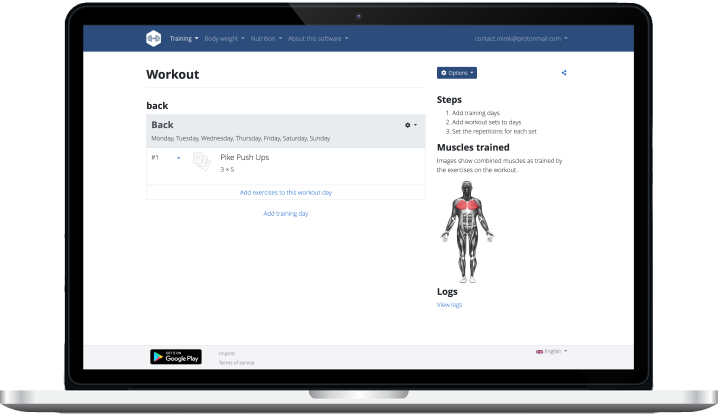 Training Body weight Nutrition About this software contact.mirek@protonmail.com
Workout
Options
back
Back
Monday, Tuesday, Wednesday, Thursday, Friday, Saturday, Sunday
#1 Pike Push Ups
3 × 5
Add exercises to this workout day
Add training day
Steps
1. Add training days
2. Add workout sets to days
3. Set the repetitions for each set
Muscles trained
Images show combined muscles as trained by
the exercises on the workout.
Logs
View logs
GET IT ON
Google Play
Imprint
Terms of service
English